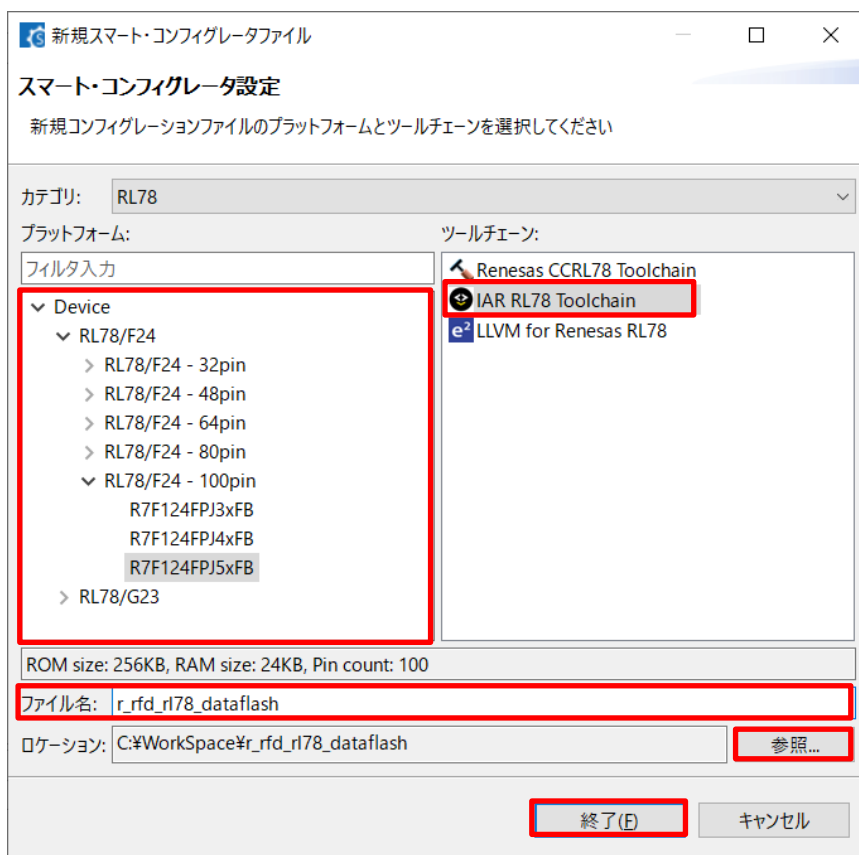 新規スマート・コンフィグレータファイル
スマート・コンフィグレータ設定
新規コンフィグレーションファイルのプラットフォームとツールチェーンを選択してください
カテゴリ: RL78
プラットフォーム:
フィルタ入力
Device
RL78/F24
RL78/F24 - 32pin
RL78/F24 - 48pin
RL78/F24 - 64pin
RL78/F24 - 80pin
RL78/F24 - 100pin
R7F124FPJ3xFB
R7F124FPJ4xFB
R7F124FPJ5xFB
RL78/G23
ツールチェーン:
Renesas CCRL78 Toolchain
IAR RL78 Toolchain
e² LLVM for Renesas RL78
ROM size: 256KB, RAM size: 24KB, Pin count: 100
ファイル名: r_rfd_rl78_dataflash
ロケーション: C:¥WorkSpace¥r_rfd_rl78_dataflash 参照...
終了(F) キャンセル